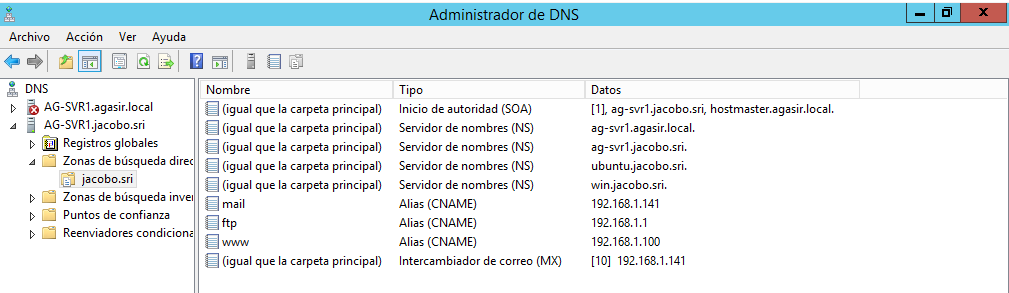 Administrador de DNS
Archivo Acción Ver Ayuda
DNS
AG-SVR1.agasir.local
AG-SVR1.jacobo.sri
Registros globales
Zonas de búsqueda direc
jacobo.sri
Zonas de búsqueda inver
Puntos de confianza
Reenviadores condiciona
Nombre Tipo Datos
(igual que la carpeta principal) Inicio de autoridad (SOA) [1], ag-svr1.jacobo.sri, hostmaster.agasir.local.
(igual que la carpeta principal) Servidor de nombres (NS) ag-svr1.agasir.local.
(igual que la carpeta principal) Servidor de nombres (NS) ag-svr1.jacobo.sri.
(igual que la carpeta principal) Servidor de nombres (NS) ubuntu.jacobo.sri.
(igual que la carpeta principal) Servidor de nombres (NS) win.jacobo.sri.
mail Alias (CNAME) 192.168.1.141
ftp Alias (CNAME) 192.168.1.1
www Alias (CNAME) 192.168.1.100
(igual que la carpeta principal) Intercambiador de correo (MX) [10] 192.168.1.141